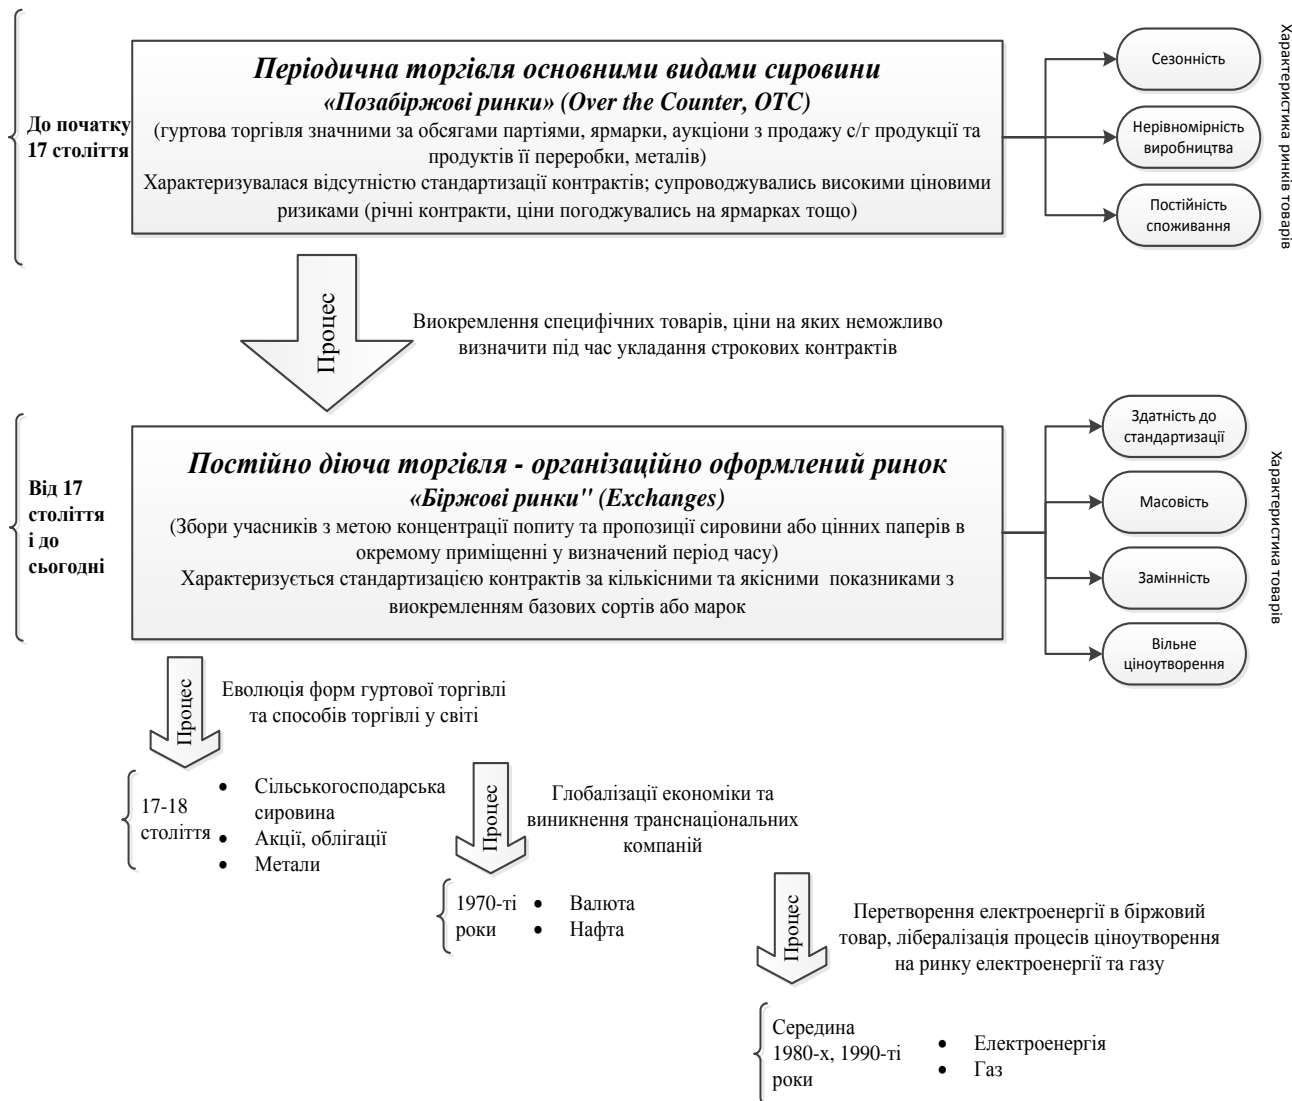 До початку
17 століття
Періодична торгівля основними видами сировини
«Позабіржові ринки» (Over the Counter, OTC)
(гуртова торгівля значними за обсягами партіями, ярмарки, аукціони з продажу с/г продукції та
продуктів її переробки, металів)
Характеризувалася відсутністю стандартизації контрактів; супроводжувались високими ціновими
ризиками (річні контракти, ціни погоджувались на ярмарках тощо)
Сезонність
Нерівномірність
виробництва
Постійність
споживання
Характеристика ринків товарів
Процес
Виокремлення специфічних товарів, ціни на яких неможливо
визначити під час укладання строкових контрактів
Від 17
століття
і до
сьогодні
Постійно діюча торгівля - організаційно оформлений ринок
«Біржові ринки" (Exchanges)
(Збори учасників з метою концентрації попиту та пропозиції сировини або цінних паперів в
окремому приміщенні у визначений період часу)
Характеризується стандартизацією контрактів за кількісними та якісними показниками з
виокремленням базових сортів або марок
Здатність до
стандартизації
Масовість
Замінність
Вільне
ціноутворення
Характеристика товарів
Процес
Еволюція форм гуртової торгівлі
та способів торгівлі у світі
17-18
століття
• Сільськогосподарська
сировина
• Акції, облігації
• Метали
Процес
Глобалізації економіки та
виникнення транснаціональних
компаній
1970-ті
роки
• Валюта
• Нафта
Процес
Перетворення електроенергії в біржовий
товар, лібералізація процесів ціноутворення
на ринку електроенергії та газу
Середина
1980-х, 1990-ті
роки
• Електроенергія
• Газ